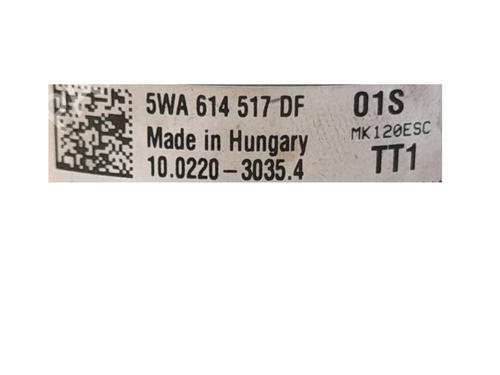 5WA 614 517 DF 01S
Made in Hungary MK120ESC
10.0220-3035.4 TT1